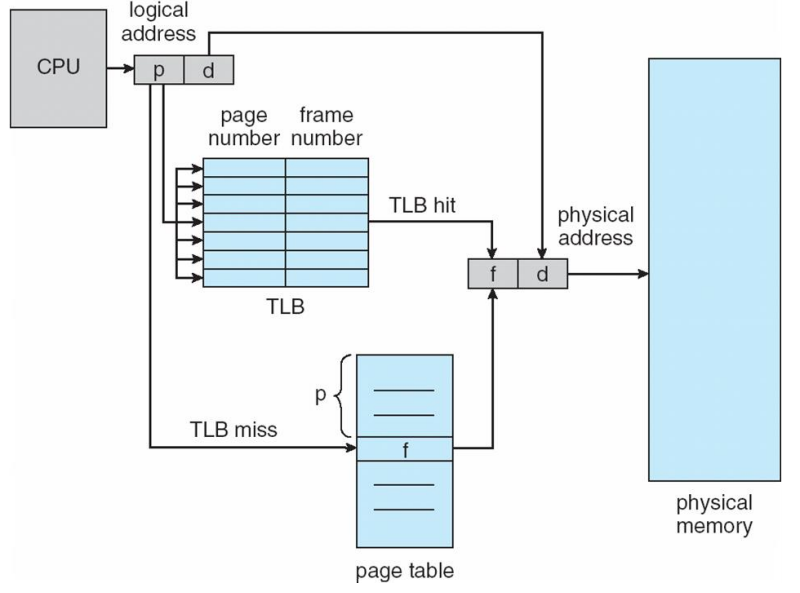 logical
address
CPU
p
d
page
number
frame
number
TLB hit
physical
address
f
d
TLB
p
TLB miss
f
physical
memory
page table